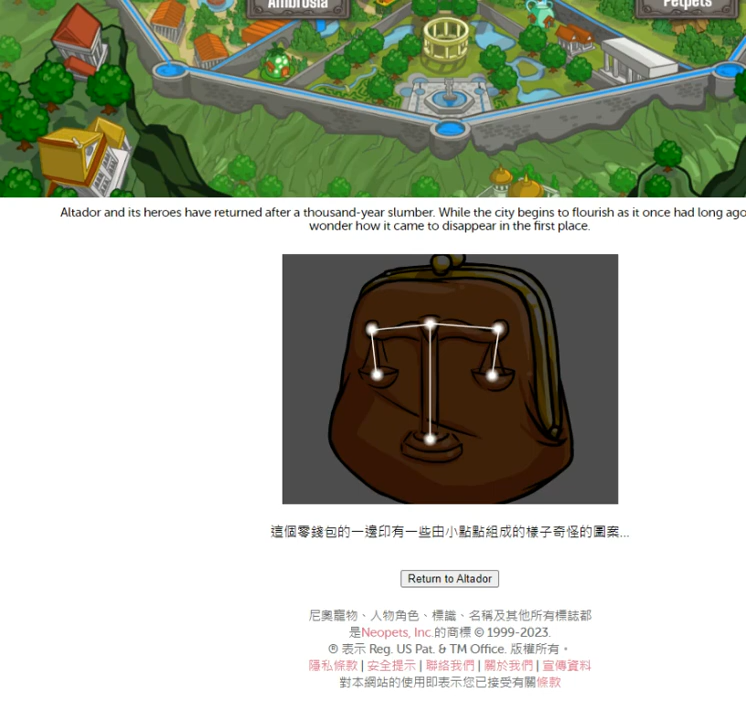 Ambrosia
Petpets
Altador and its heroes have returned after a thousand-year slumber. While the city begins to flourish as it once had long ago
wonder how it came to disappear in the first place.
這個零錢包的一邊印有一些由小點點組成的樣子奇怪的圖案...
Return to Altador
尼奧寵物、人物角色、標識、名稱及其他所有標誌都
是Neopets, Inc.的商標 © 1999-2023.
® 表示 Reg. US Pat. & TM Office. 版權所有。
隱私條款 | 安全提示 | 聯絡我們 | 關於我們 | 宣傳資料
對本網站的使用即表示您已接受有關條款